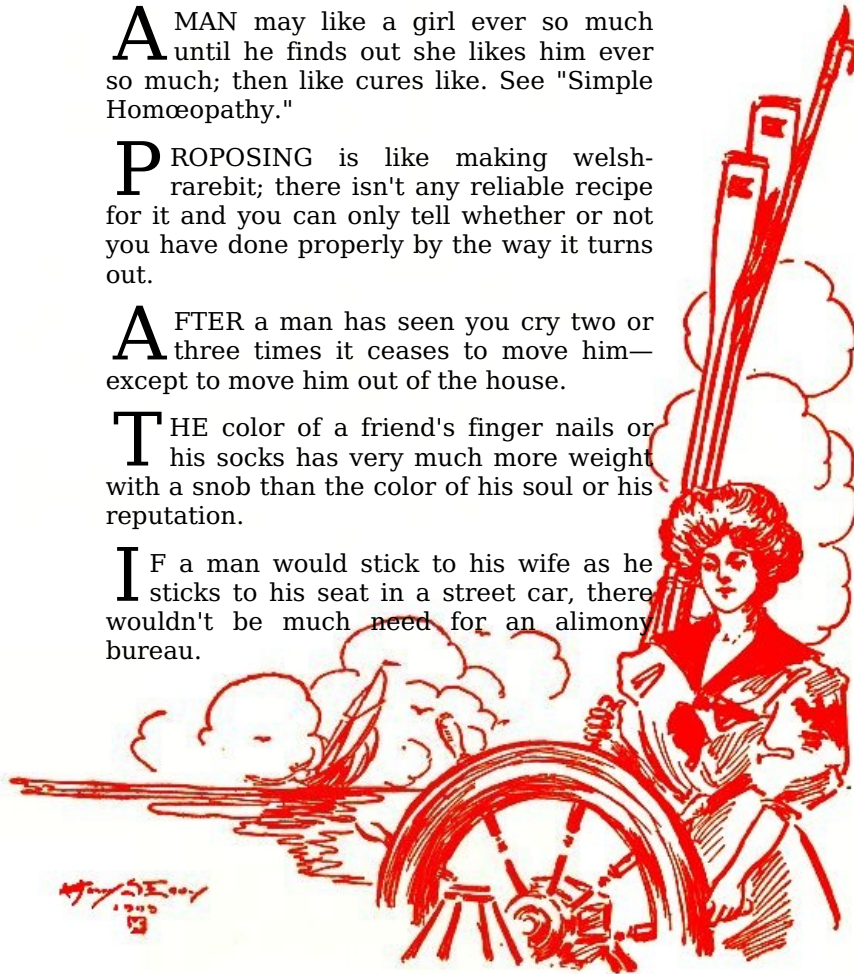 A MAN may like a girl ever so much
until he finds out she likes him ever
so much; then like cures like. See "Simple
Homœopathy."
PROPOSING is like making welsh-
rarebit; there isn't any reliable recipe
for it and you can only tell whether or not
you have done properly by the way it turns
out.
AFTER a man has seen you cry two or
three times it ceases to move him—
except to move him out of the house.
THE color of a friend's finger nails or
his socks has very much more weight
with a snob than the color of his soul or his
reputation.
IF a man would stick to his wife as he
sticks to his seat in a street car, there
wouldn't be much need for an alimony
bureau.